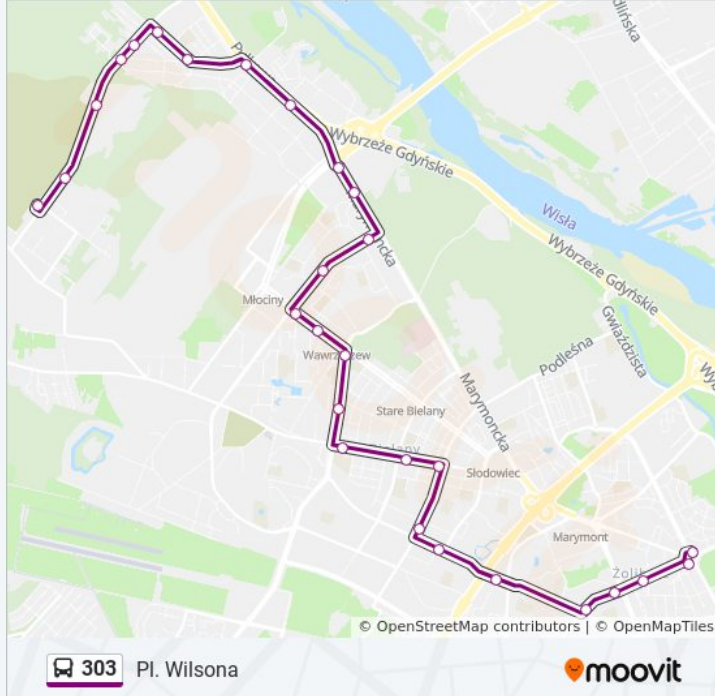 Wybrzeże Gdyńskie
Wisła
Wybrzeże Gdyńskie
Młociny
Gwiaździsta
Podleśna
Wawrzyszew
Marymoncka
Stare Bielany
Słodowiec
Marymont
© OpenStreetMap contributors | © OpenMapTiles
303 Pl. Wilsona
moovit